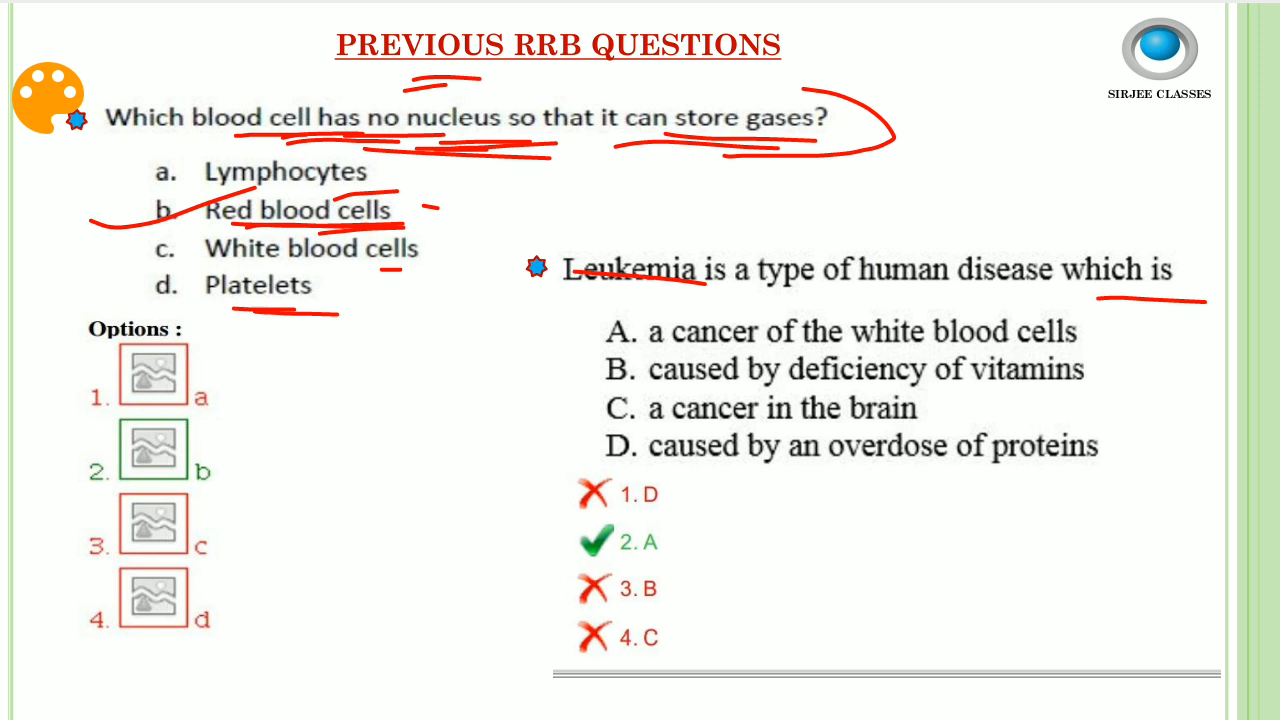 PREVIOUS RRB QUESTIONS
SIRJEE CLASSES
Which blood cell has no nucleus so that it can store gases?
a. Lymphocytes
b. Red blood cells
c. White blood cells
d. Platelets
Options :
1. a
2. b
3. c
4. d
Leukemia is a type of human disease which is
A. a cancer of the white blood cells
B. caused by deficiency of vitamins
C. a cancer in the brain
D. caused by an overdose of proteins
1. D
2. A
3. B
4. C